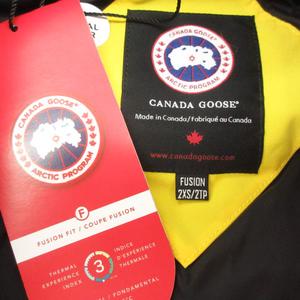 CANADA GOOSE
ARCTIC PROGRAM
FUSION FIT / COUPE FUSION
THERMAL
EXPERIENCE
INDEX
3
INDICE
D'EXPÉRIENCE
THERMALE
CANADA GOOSE
ARCTIC PROGRAM
CANADA GOOSE®
Made in Canada/Fabriqué au Canada
www.canadagoose.com
FUSION
2XS/2TP